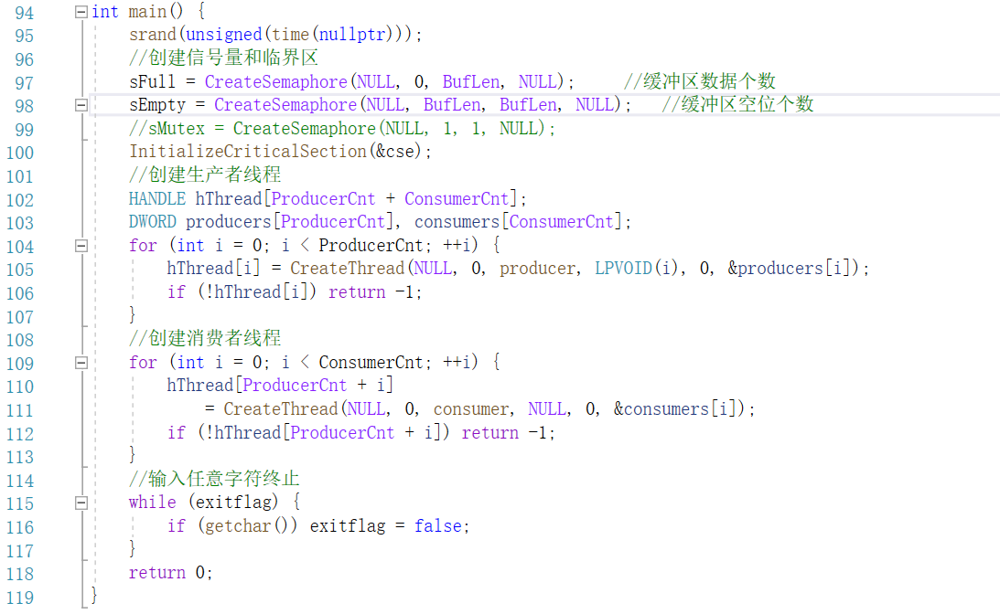 94 int main() {
95 srand(unsigned(time(nullptr)));
96 //创建信号量和临界区
97 sFull = CreateSemaphore(NULL, 0, BufLen, NULL); //缓冲区数据个数
98 sEmpty = CreateSemaphore(NULL, BufLen, BufLen, NULL); //缓冲区空位个数
99 //sMutex = CreateSemaphore(NULL, 1, 1, NULL);
100 InitializeCriticalSection(&cse);
101 //创建生产者线程
102 HANDLE hThread[ProducerCnt + ConsumerCnt];
103 DWORD producers[ProducerCnt], consumers[ConsumerCnt];
104 for (int i = 0; i < ProducerCnt; ++i) {
105 hThread[i] = CreateThread(NULL, 0, producer, LPVOID(i), 0, &producers[i]);
106 if (!hThread[i]) return -1;
107 }
108 //创建消费者线程
109 for (int i = 0; i < ConsumerCnt; ++i) {
110 hThread[ProducerCnt + i]
111 = CreateThread(NULL, 0, consumer, NULL, 0, &consumers[i]);
112 if (!hThread[ProducerCnt + i]) return -1;
113 }
114 //输入任意字符终止
115 while (exitflag) {
116 if (getchar()) exitflag = false;
117 }
118 return 0;
119 }